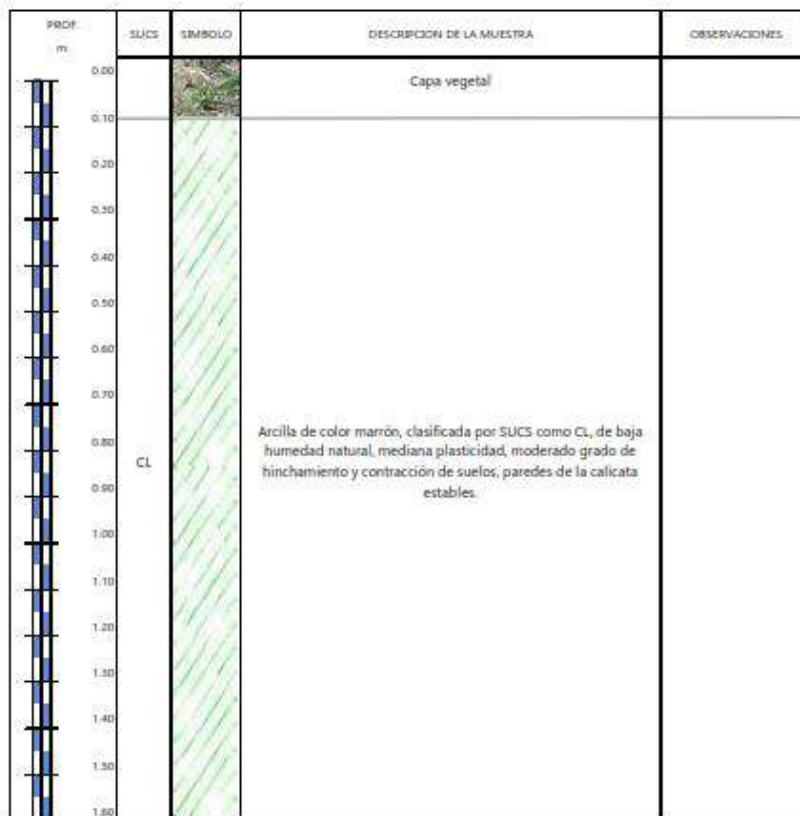 PROF.
m.
SUCS
SIMBOLO
DESCRIPCION DE LA MUESTRA
OBSERVACIONES
0.00
Capa vegetal
0.10
0.20
0.30
0.40
0.50
0.60
0.70
0.80
0.90
1.00
1.10
1.20
1.30
1.40
1.50
1.60
CL
Arcilla de color marrón, clasificada por SUCS como CL, de baja
humedad natural, mediana plasticidad, moderado grado de
hinchamiento y contracción de suelos, paredes de la calicata
estables.